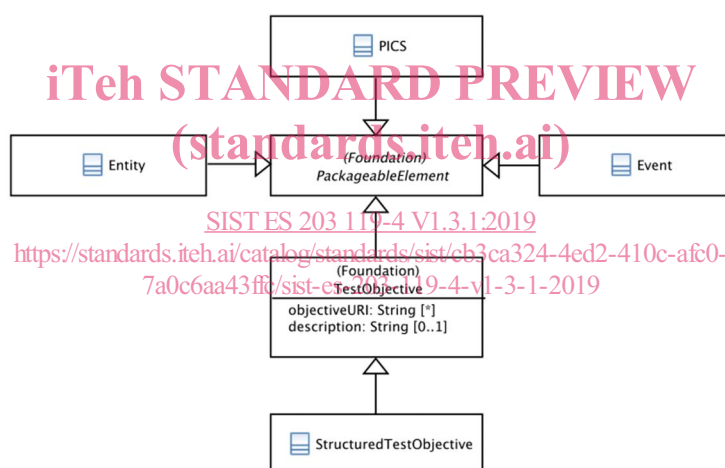 PICS
iTeh STANDARD PREVIEW
(standards.iteh.ai)
Entity
(Foundation)
PackageableElement
Event
SIST ES 203 119-4 V1.3.1:2019
https://standards.iteh.ai/catalog/standards/sist/cb3ca324-4ed2-410c-afc0-
7a0c6aa43ffc/sist-es-203-119-4-v1-3-1-2019
(Foundation)
TestObjective
objectiveURI: String [*]
description: String [0..1]
StructuredTestObjective